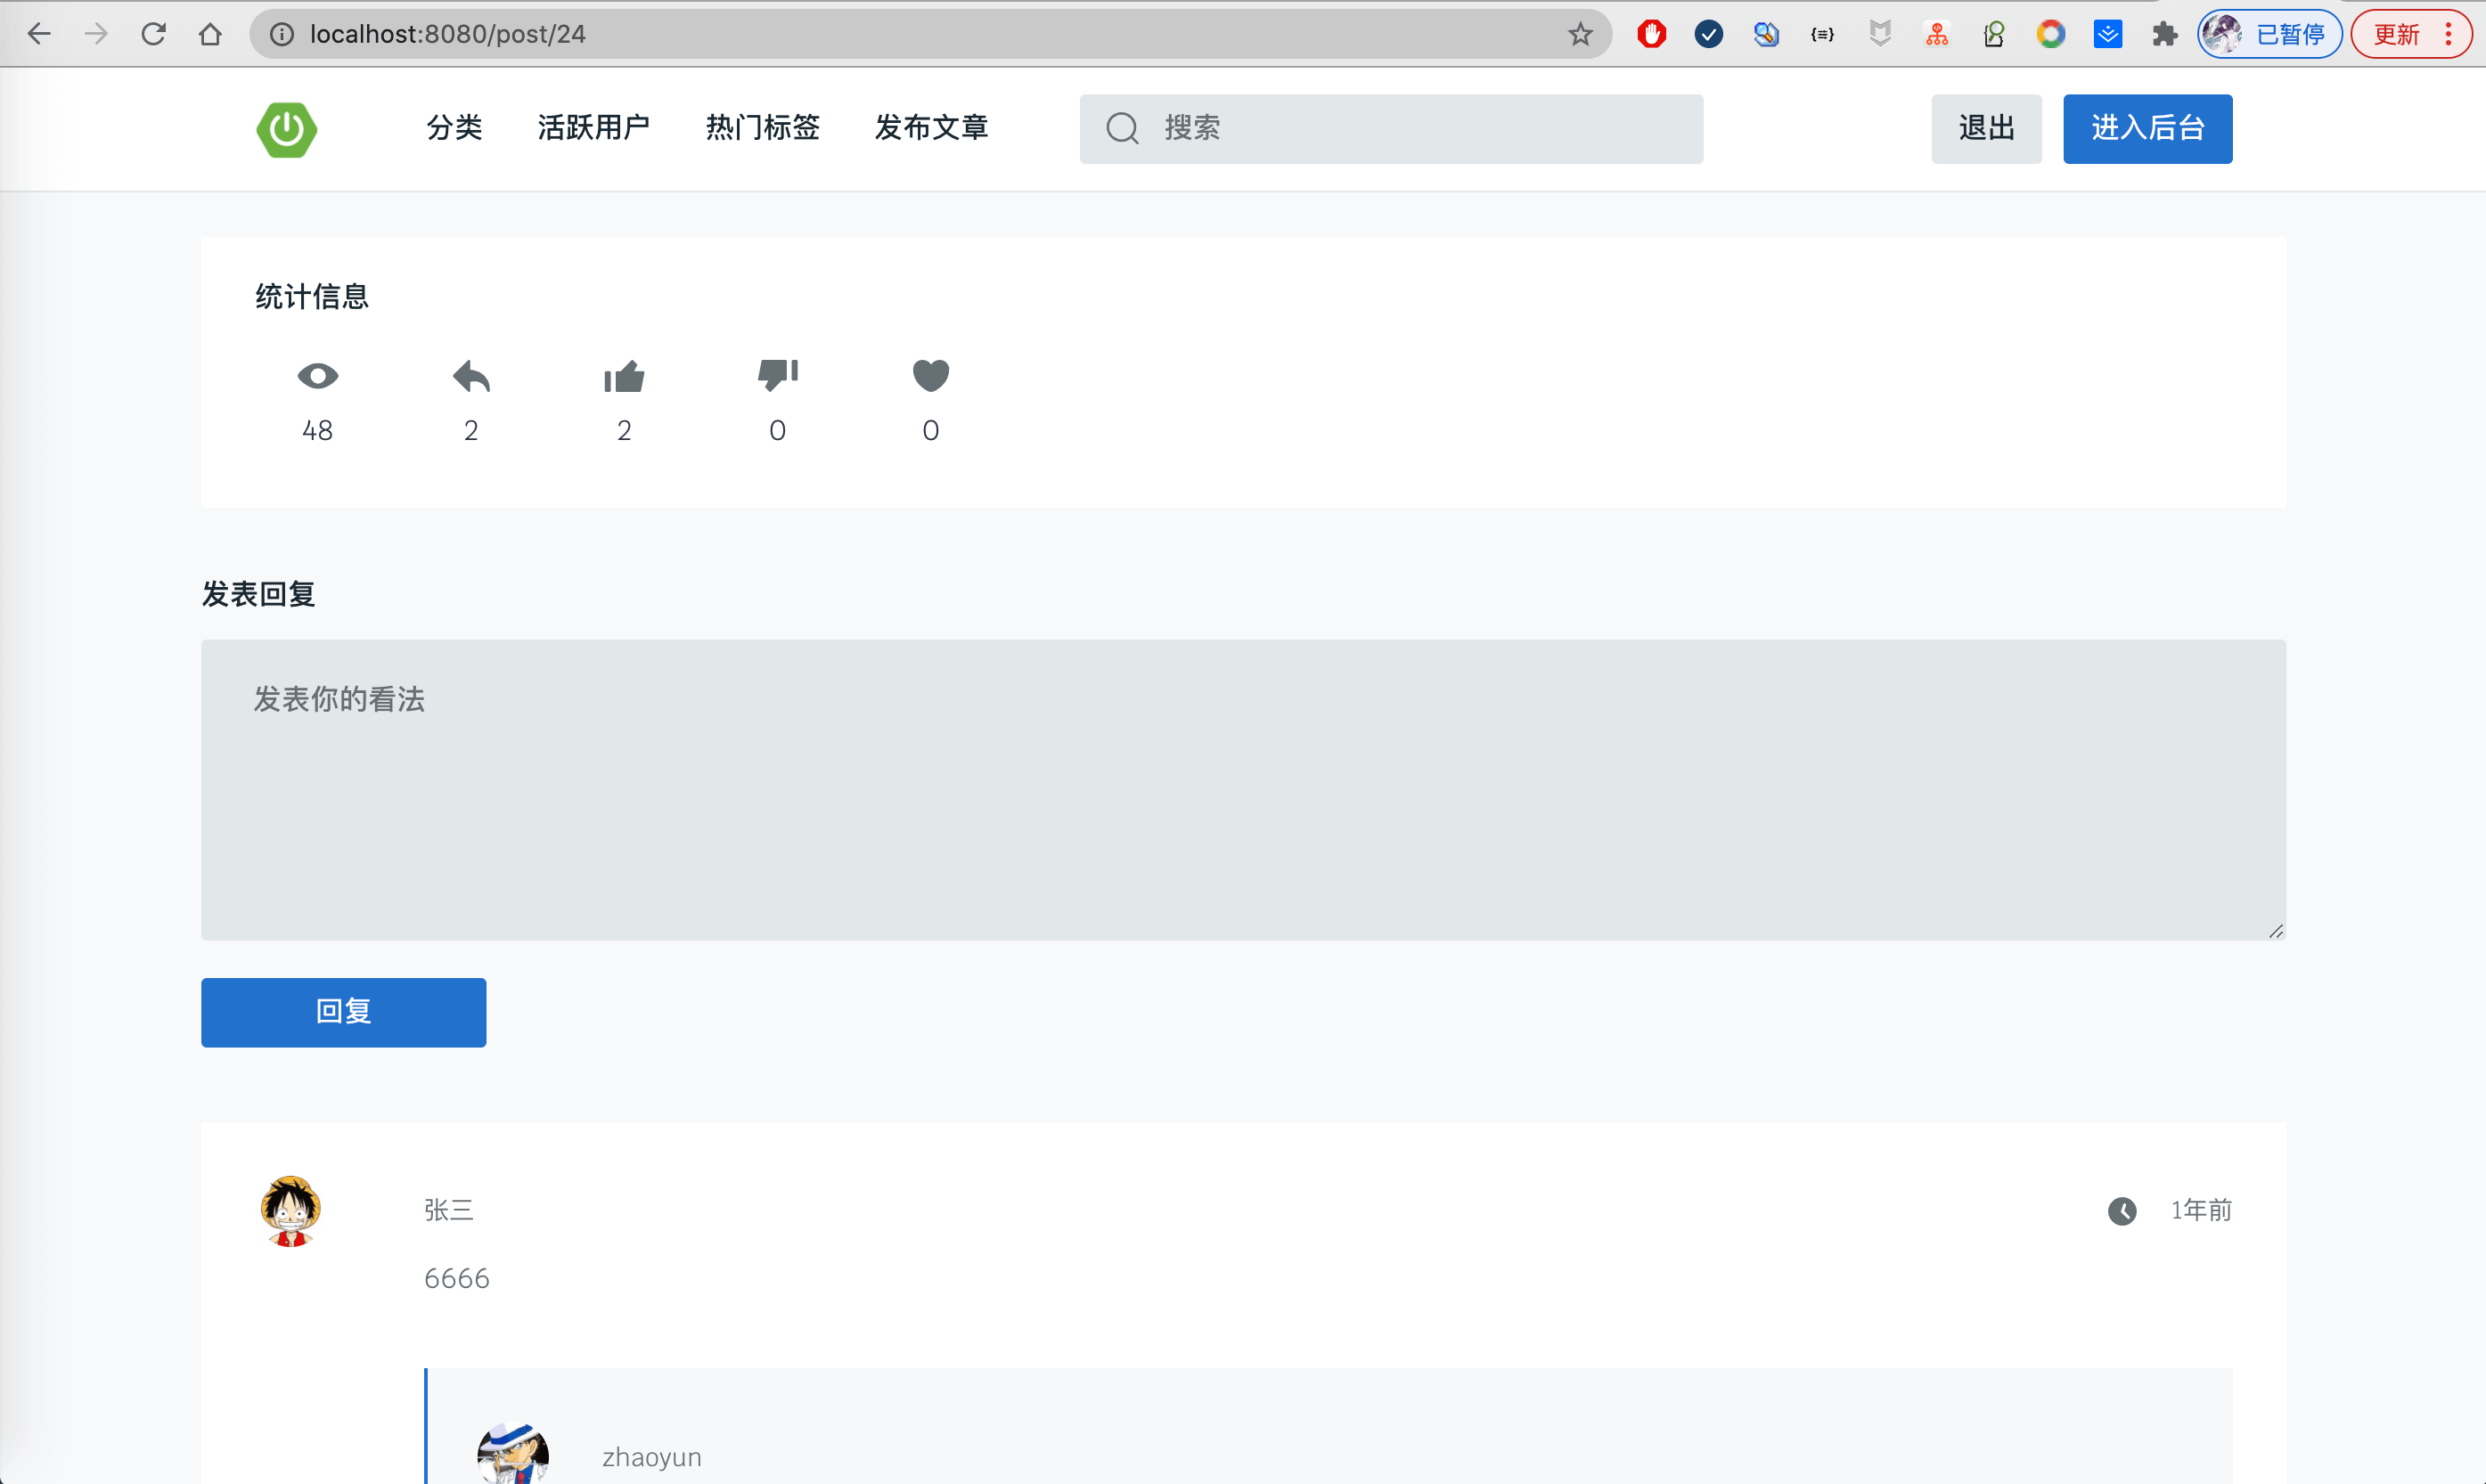 localhost:8080/post/24
已暂停
更新
分类
活跃用户
热门标签
发布文章
搜索
退出
进入后台
统计信息
48
2
2
0
0
发表回复
发表你的看法
回复
张三
1年前
6666
zhaoyun